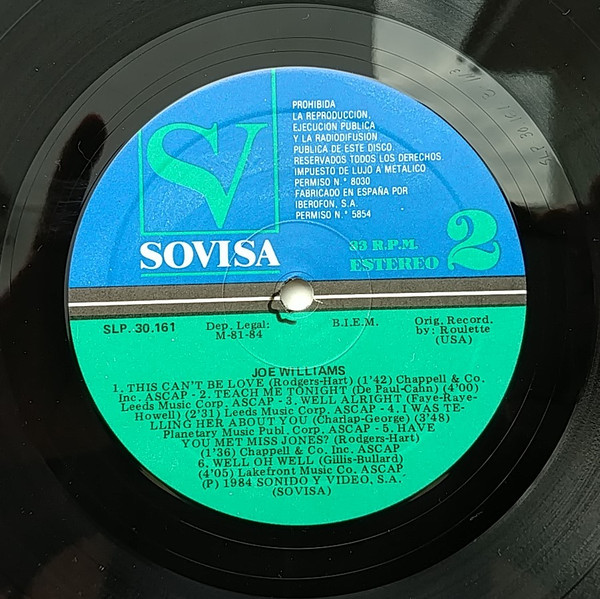 PROHIBIDA
LA REPRODUCCION,
EJECUCION PUBLICA
Y LA RADIODIFUSION
PUBLICA DE ESTE DISCO.
RESERVADOS TODOS LOS DERECHOS.
IMPUESTO DE LUJO A METALICO
PERMISO N.° 8030
FABRICADO EN ESPAÑA POR
IBEROFON, S.A.
PERMISO N.° 5854
SV
SOVISA
33 R.P.M.
ESTEREO 2
SLP. 30.161
Dep. Legal:
M-81-84
B.I.E.M.
Orig. Record.
by: Roulette
(USA)
JOE WILLIAMS
1. THIS CAN'T BE LOVE (Rodgers-Hart) (1'42) Chappell & Co.
Inc. ASCAP - 2. TEACH ME TONIGHT (De Paul-Cann) (4'00)
Leeds Music Corp. ASCAP - 3. WELL ALRIGHT (Faye-Raye-
Howell) (2'31) Leeds Music Corp. ASCAP - 4. I WAS TE-
LLING HER ABOUT YOU (Charlap-George) (3'48)
Planetary Music Publ. Corp. ASCAP - 5. HAVE
YOU MET MISS JONES? (Rodgers-Hart)
(1'36) Chappell & Co. Inc. ASCAP
6. WELL OH WELL (Gillis-Bullard)
(4'05) Lakefront Music Co. ASCAP
(P) 1984 SONIDO Y VIDEO, S.A.
(SOVISA)